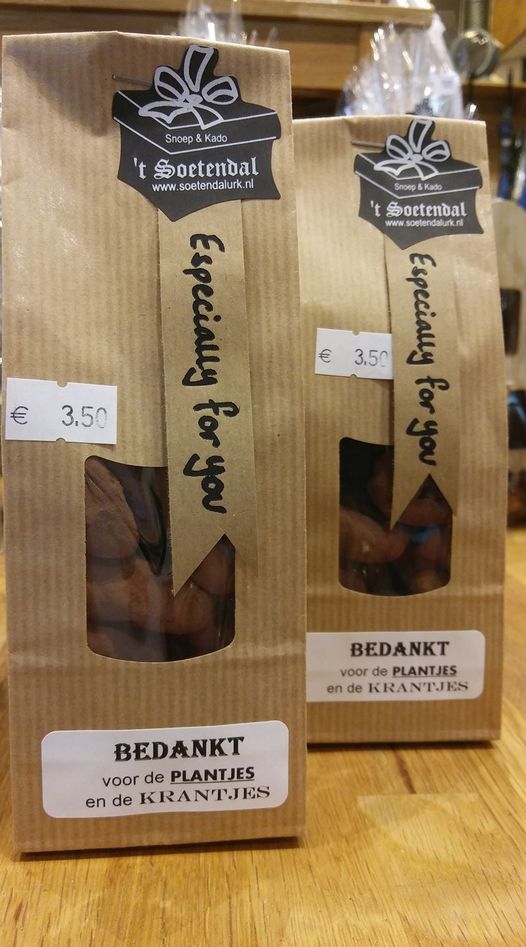 Snoep & Kado
't Soetendal
www.soetendalurk.nl
Especially for you
€ 3.50
BEDANKT
voor de PLANTJES
en de KRANTJES
Snoep & Kado
't Soetendal
www.soetendalurk.nl
Especially for you
€ 3.50
BEDANKT
voor de PLANTJES
en de KRANTJES